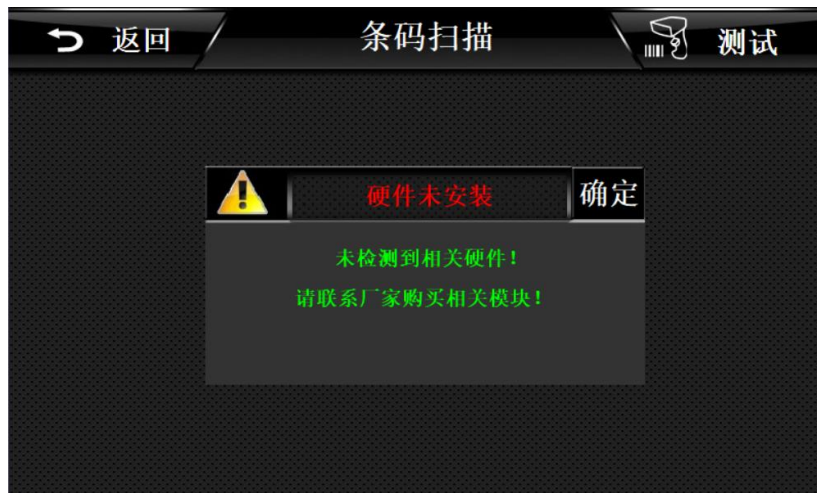 返回
条码扫描
测试
硬件未安装
确定
未检测到相关硬件！
请联系厂家购买相关模块！